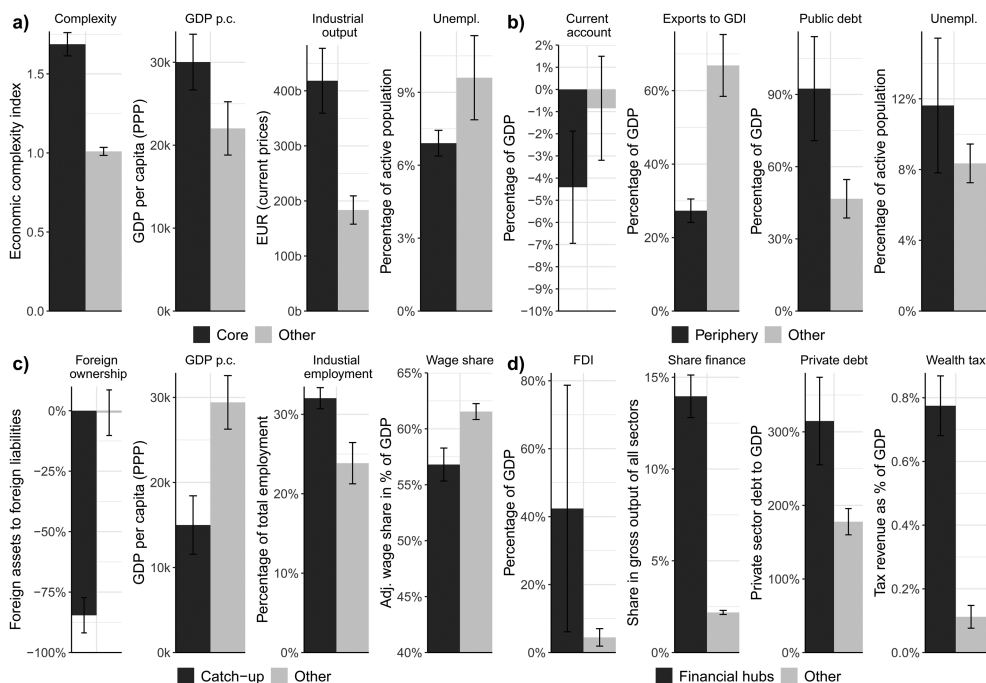 a)
Complexity
Economic complexity index
1.5
1.0
0.5
0.0
GDP p.c.
GDP per capita (PPP)
30k
20k
10k
0k
Industrial
output
EUR (current prices)
400b
300b
200b
100b
0b
Unempl.
Percentage of active population
9%
6%
3%
0%
Core
Other
b)
Current
account
Percentage of GDP
2%
1%
0%
−1%
−2%
−3%
−4%
−5%
−6%
−7%
−8%
−9%
−10%
Exports to GDI
Percentage of GDP
60%
40%
20%
0%
Public debt
Percentage of GDP
90%
60%
30%
0%
Unempl.
Percentage of active population
12%
8%
4%
0%
Periphery
Other
c)
Foreign
ownership
Foreign assets to foreign liabilities
0%
−25%
−50%
−75%
−100%
GDP p.c.
GDP per capita (PPP)
30k
20k
10k
0k
Industial
employment
Percentage of total employment
30%
20%
10%
0%
Wage share
Adj. wage share in % of GDP
65%
60%
55%
50%
45%
40%
Catch−up
Other
d)
FDI
Percentage of GDP
80%
60%
40%
20%
0%
Share finance
Share in gross output of all sectors
15%
10%
5%
0%
Private debt
Private sector debt to GDP
300%
200%
100%
0%
Wealth tax
Tax revenue as % of GDP
0.8%
0.6%
0.4%
0.2%
0.0%
Financial hubs
Other